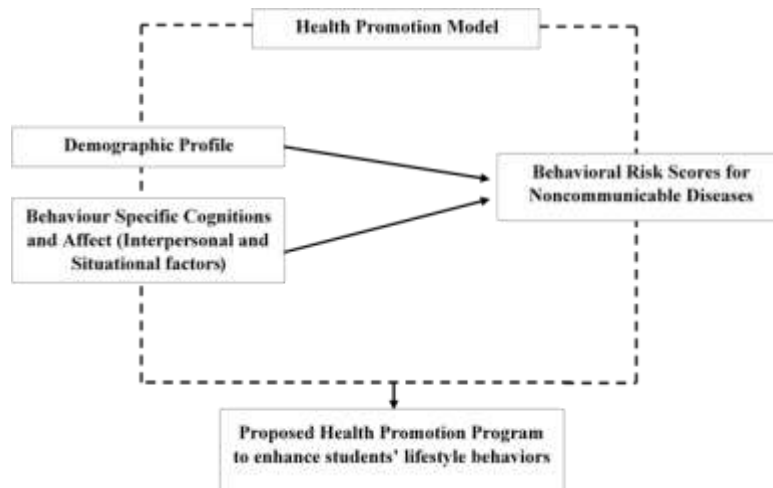 Health Promotion Model
Demographic Profile
Behavioral Risk Scores for
Noncommunicable Diseases
Behaviour Specific Cognitions
and Affect (Interpersonal and
Situational factors)
Proposed Health Promotion Program
to enhance students' lifestyle behaviors